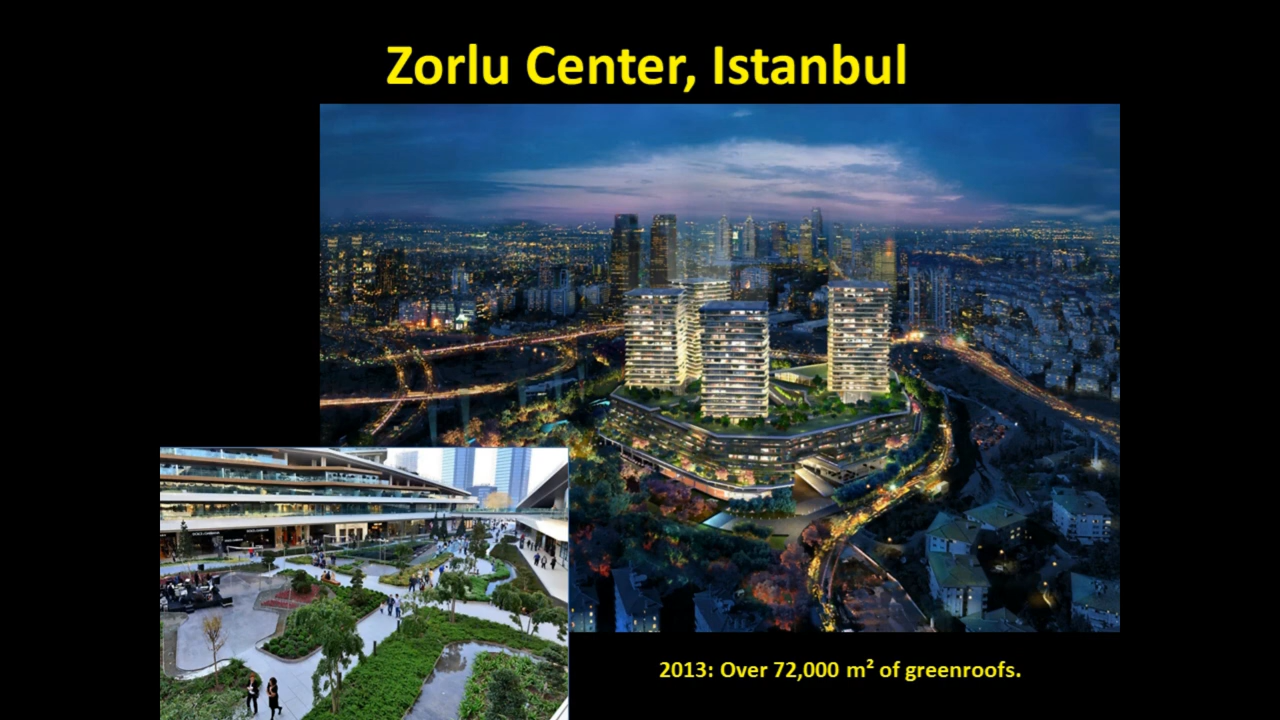 Zorlu Center, Istanbul
2013: Over 72,000 m² of greenroofs.